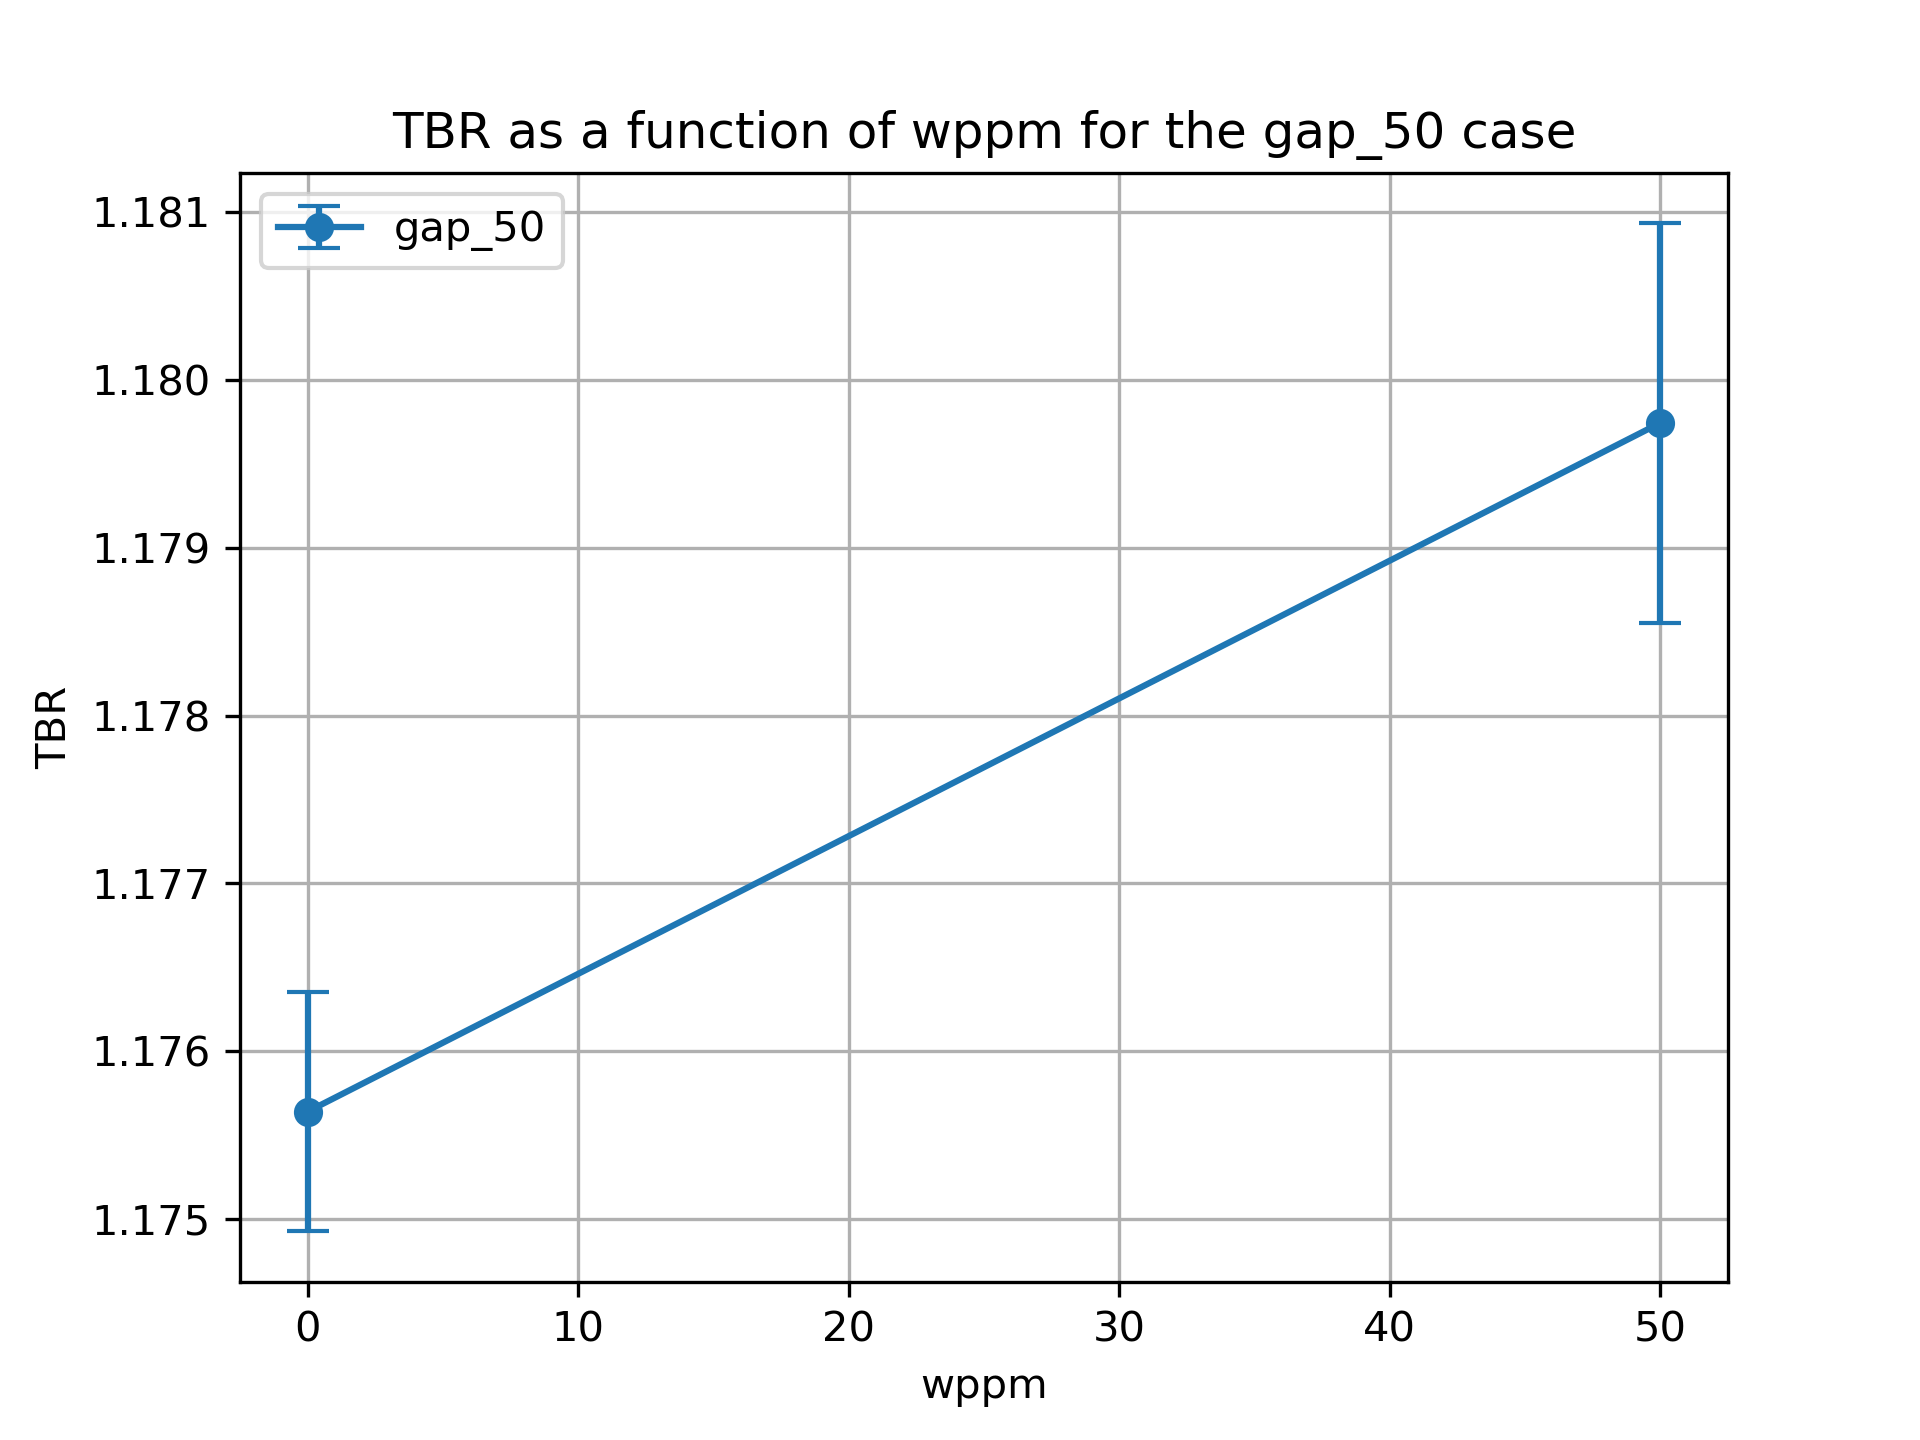 TBR as a function of wppm for the gap_50 case
gap_50
1.181
1.180
1.179
1.178
1.177
1.176
1.175
TBR
0 10 20 30 40 50
wppm